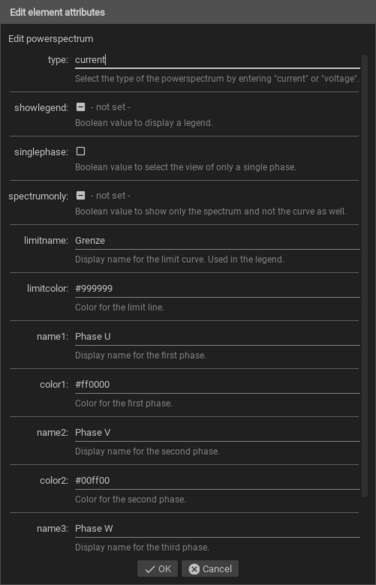 Edit element attributes
Edit powerspectrum
type: current
Select the type of the powerspectrum by entering "current" or "voltage".
showlegend: - not set -
Boolean value to display a legend.
singlephase:
Boolean value to select the view of only a single phase.
spectrumonly: - not set -
Boolean value to show only the spectrum and not the curve as well.
limitname: Grenze
Display name for the limit curve. Used in the legend.
limitcolor: #999999
Color for the limit line.
name1: Phase U
Display name for the first phase.
color1: #ff0000
Color for the first phase.
name2: Phase V
Display name for the second phase.
color2: #00ff00
Color for the second phase.
name3: Phase W
Display name for the third phase.
OK Cancel